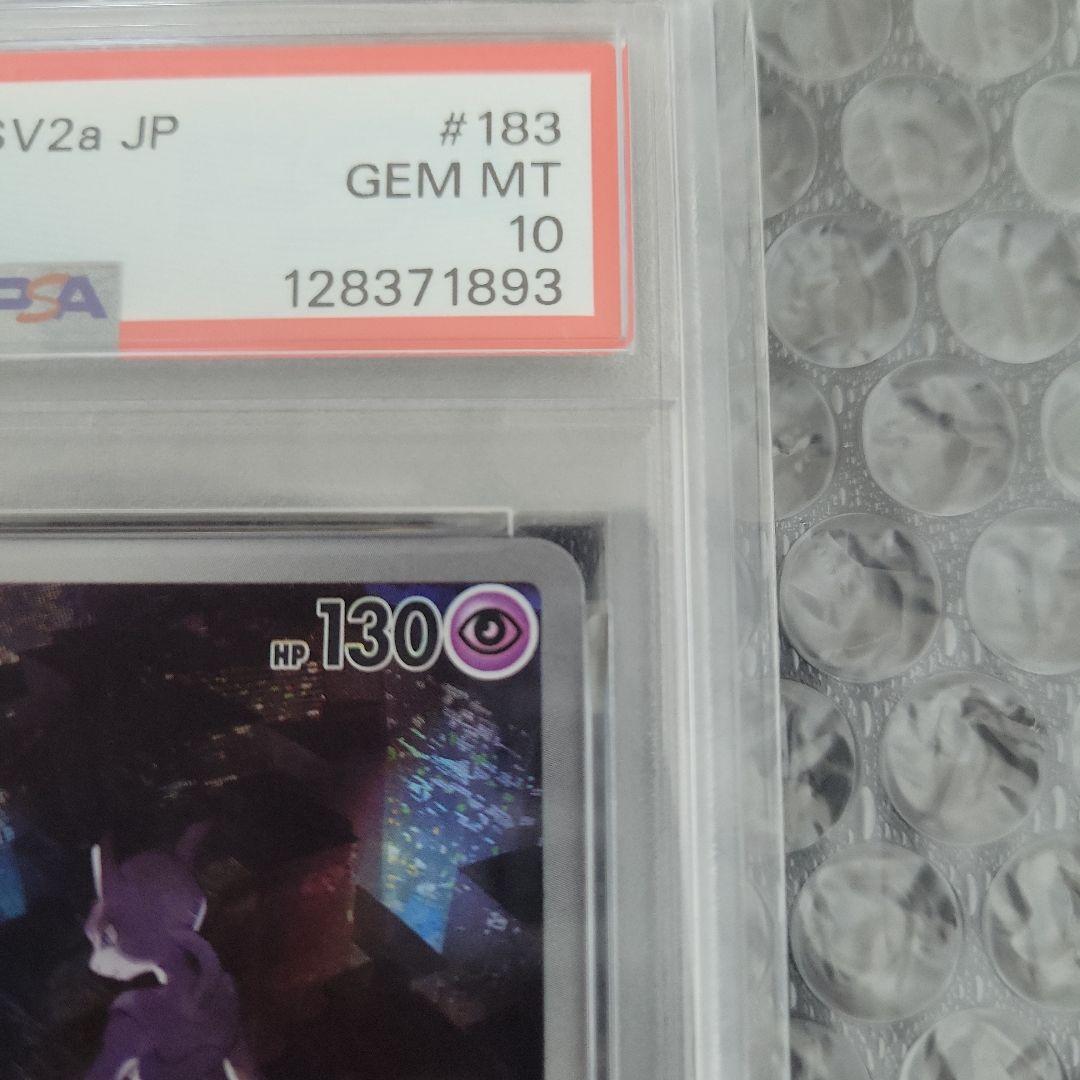 SV2a JP #183
GEM MT
10
PSA 128371893
HP 130